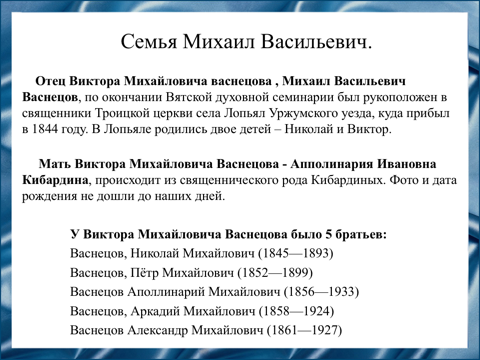 Семья Михаил Васильевич.
Отец Виктора Михайловича васнецова , Михаил Васильевич
Васнецов, по окончании Вятской духовной семинарии был рукоположен в
священники Троицкой церкви села Лопьял Уржумского уезда, куда прибыл
в 1844 году. В Лопьяле родились двое детей – Николай и Виктор.
Мать Виктора Михайловича Васнецова - Апполинария Ивановна
Кибардина, происходит из священнического рода Кибардиных. Фото и дата
рождения не дошли до наших дней.
У Виктора Михайловича Васнецова было 5 братьев:
Васнецов, Николай Михайлович (1845—1893)
Васнецов, Пётр Михайлович (1852—1899)
Васнецов Аполлинарий Михайлович (1856—1933)
Васнецов, Аркадий Михайлович (1858—1924)
Васнецов Александр Михайлович (1861—1927)